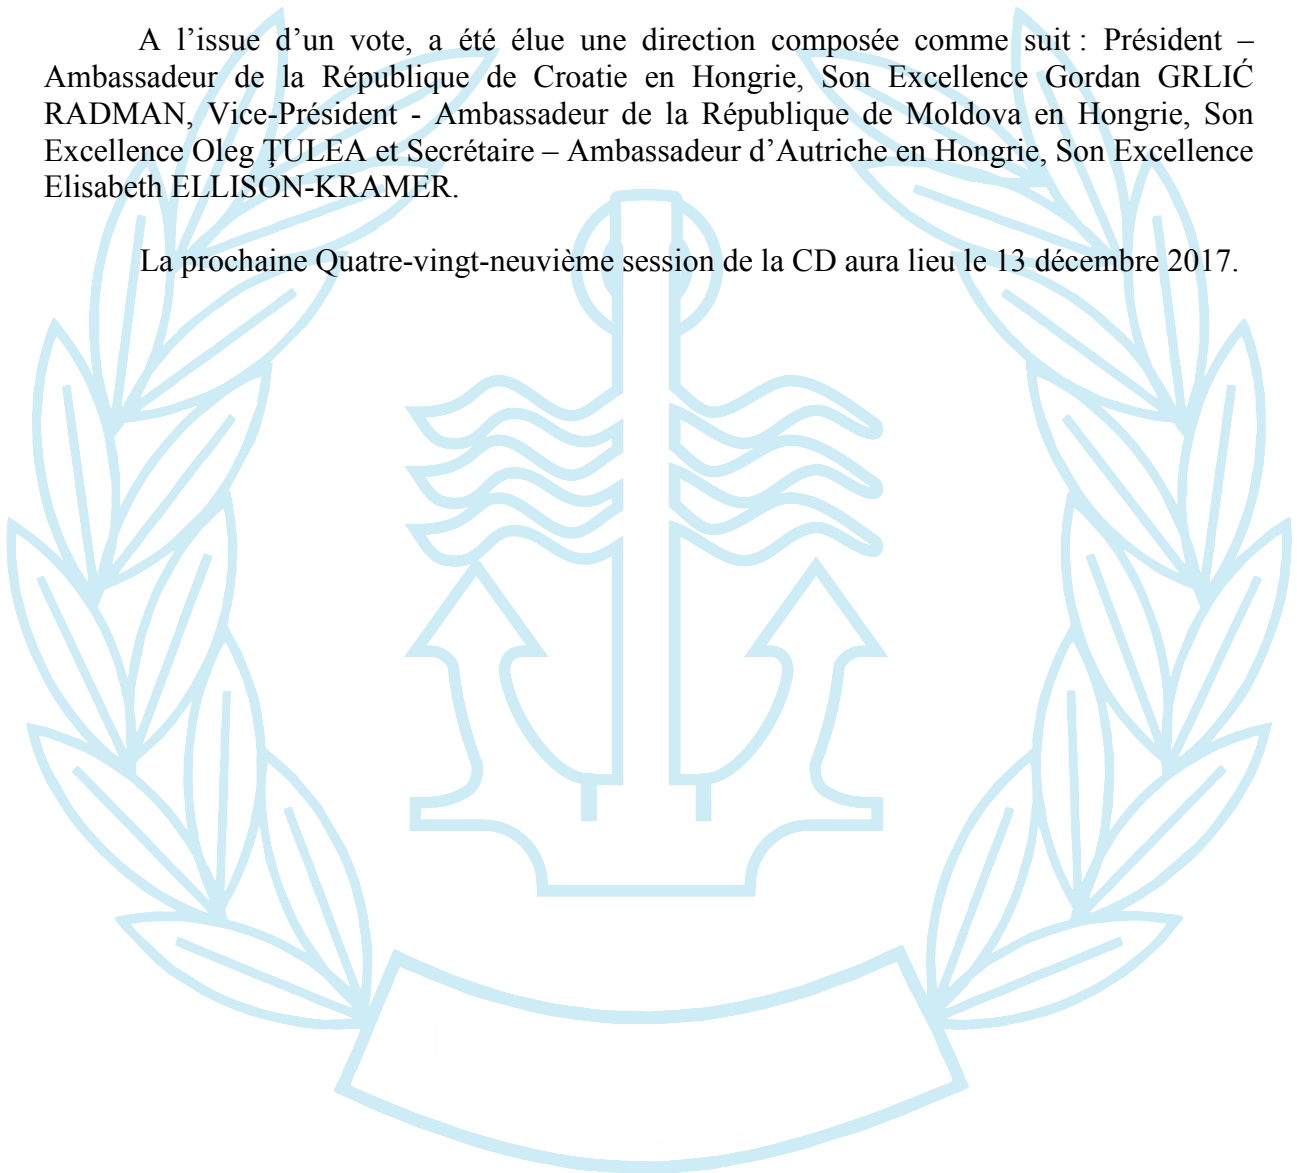 A l’issue d’un vote, a été élue une direction composée comme suit : Président –
Ambassadeur de la République de Croatie en Hongrie, Son Excellence Gordan GRLIĆ
RADMAN, Vice-Président - Ambassadeur de la République de Moldova en Hongrie, Son
Excellence Oleg ŢULEA et Secrétaire – Ambassadeur d’Autriche en Hongrie, Son Excellence
Elisabeth ELLISON-KRAMER.
La prochaine Quatre-vingt-neuvième session de la CD aura lieu le 13 décembre 2017.